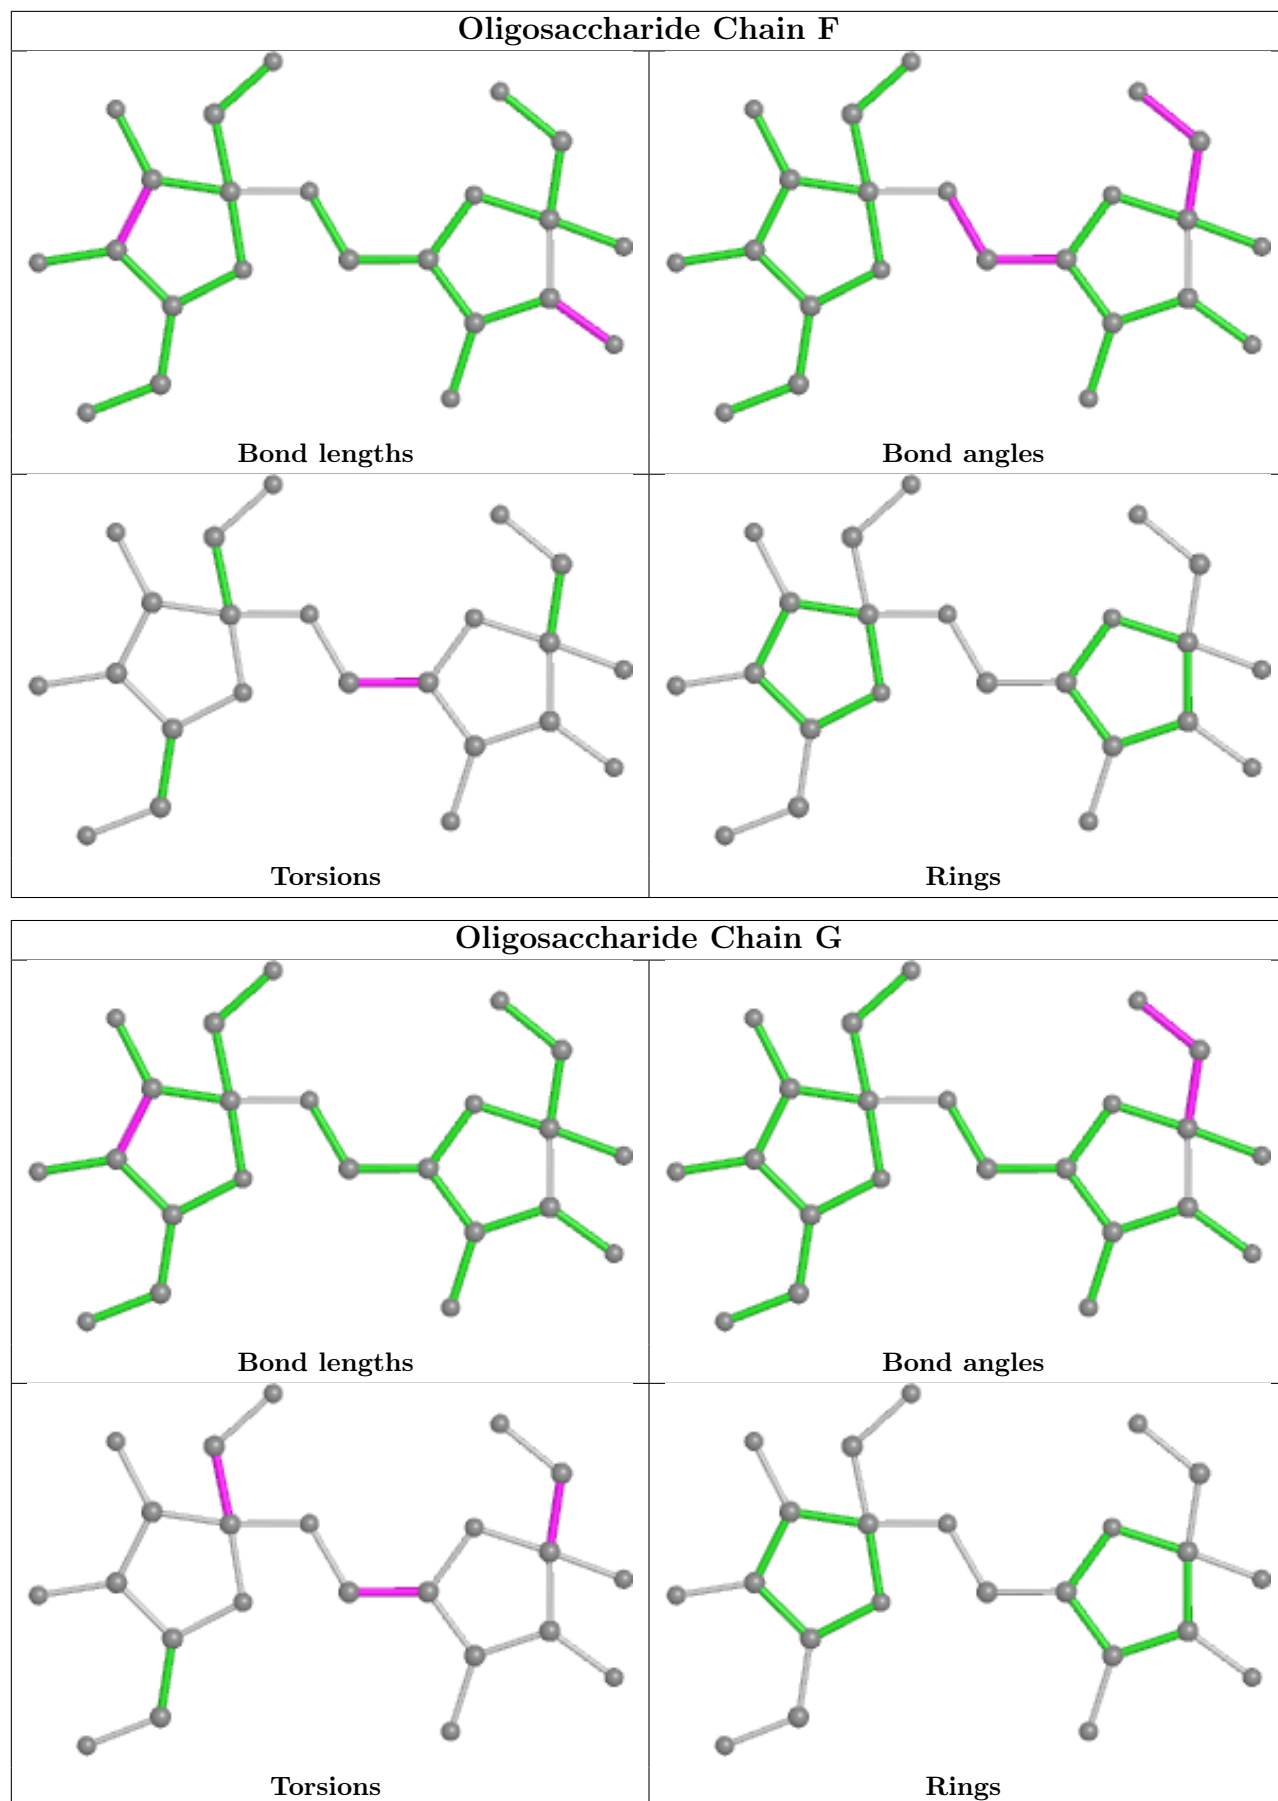 Oligosaccharide Chain F
Bond lengths
Bond angles
Torsions
Rings
Oligosaccharide Chain G
Bond lengths
Bond angles
Torsions
Rings